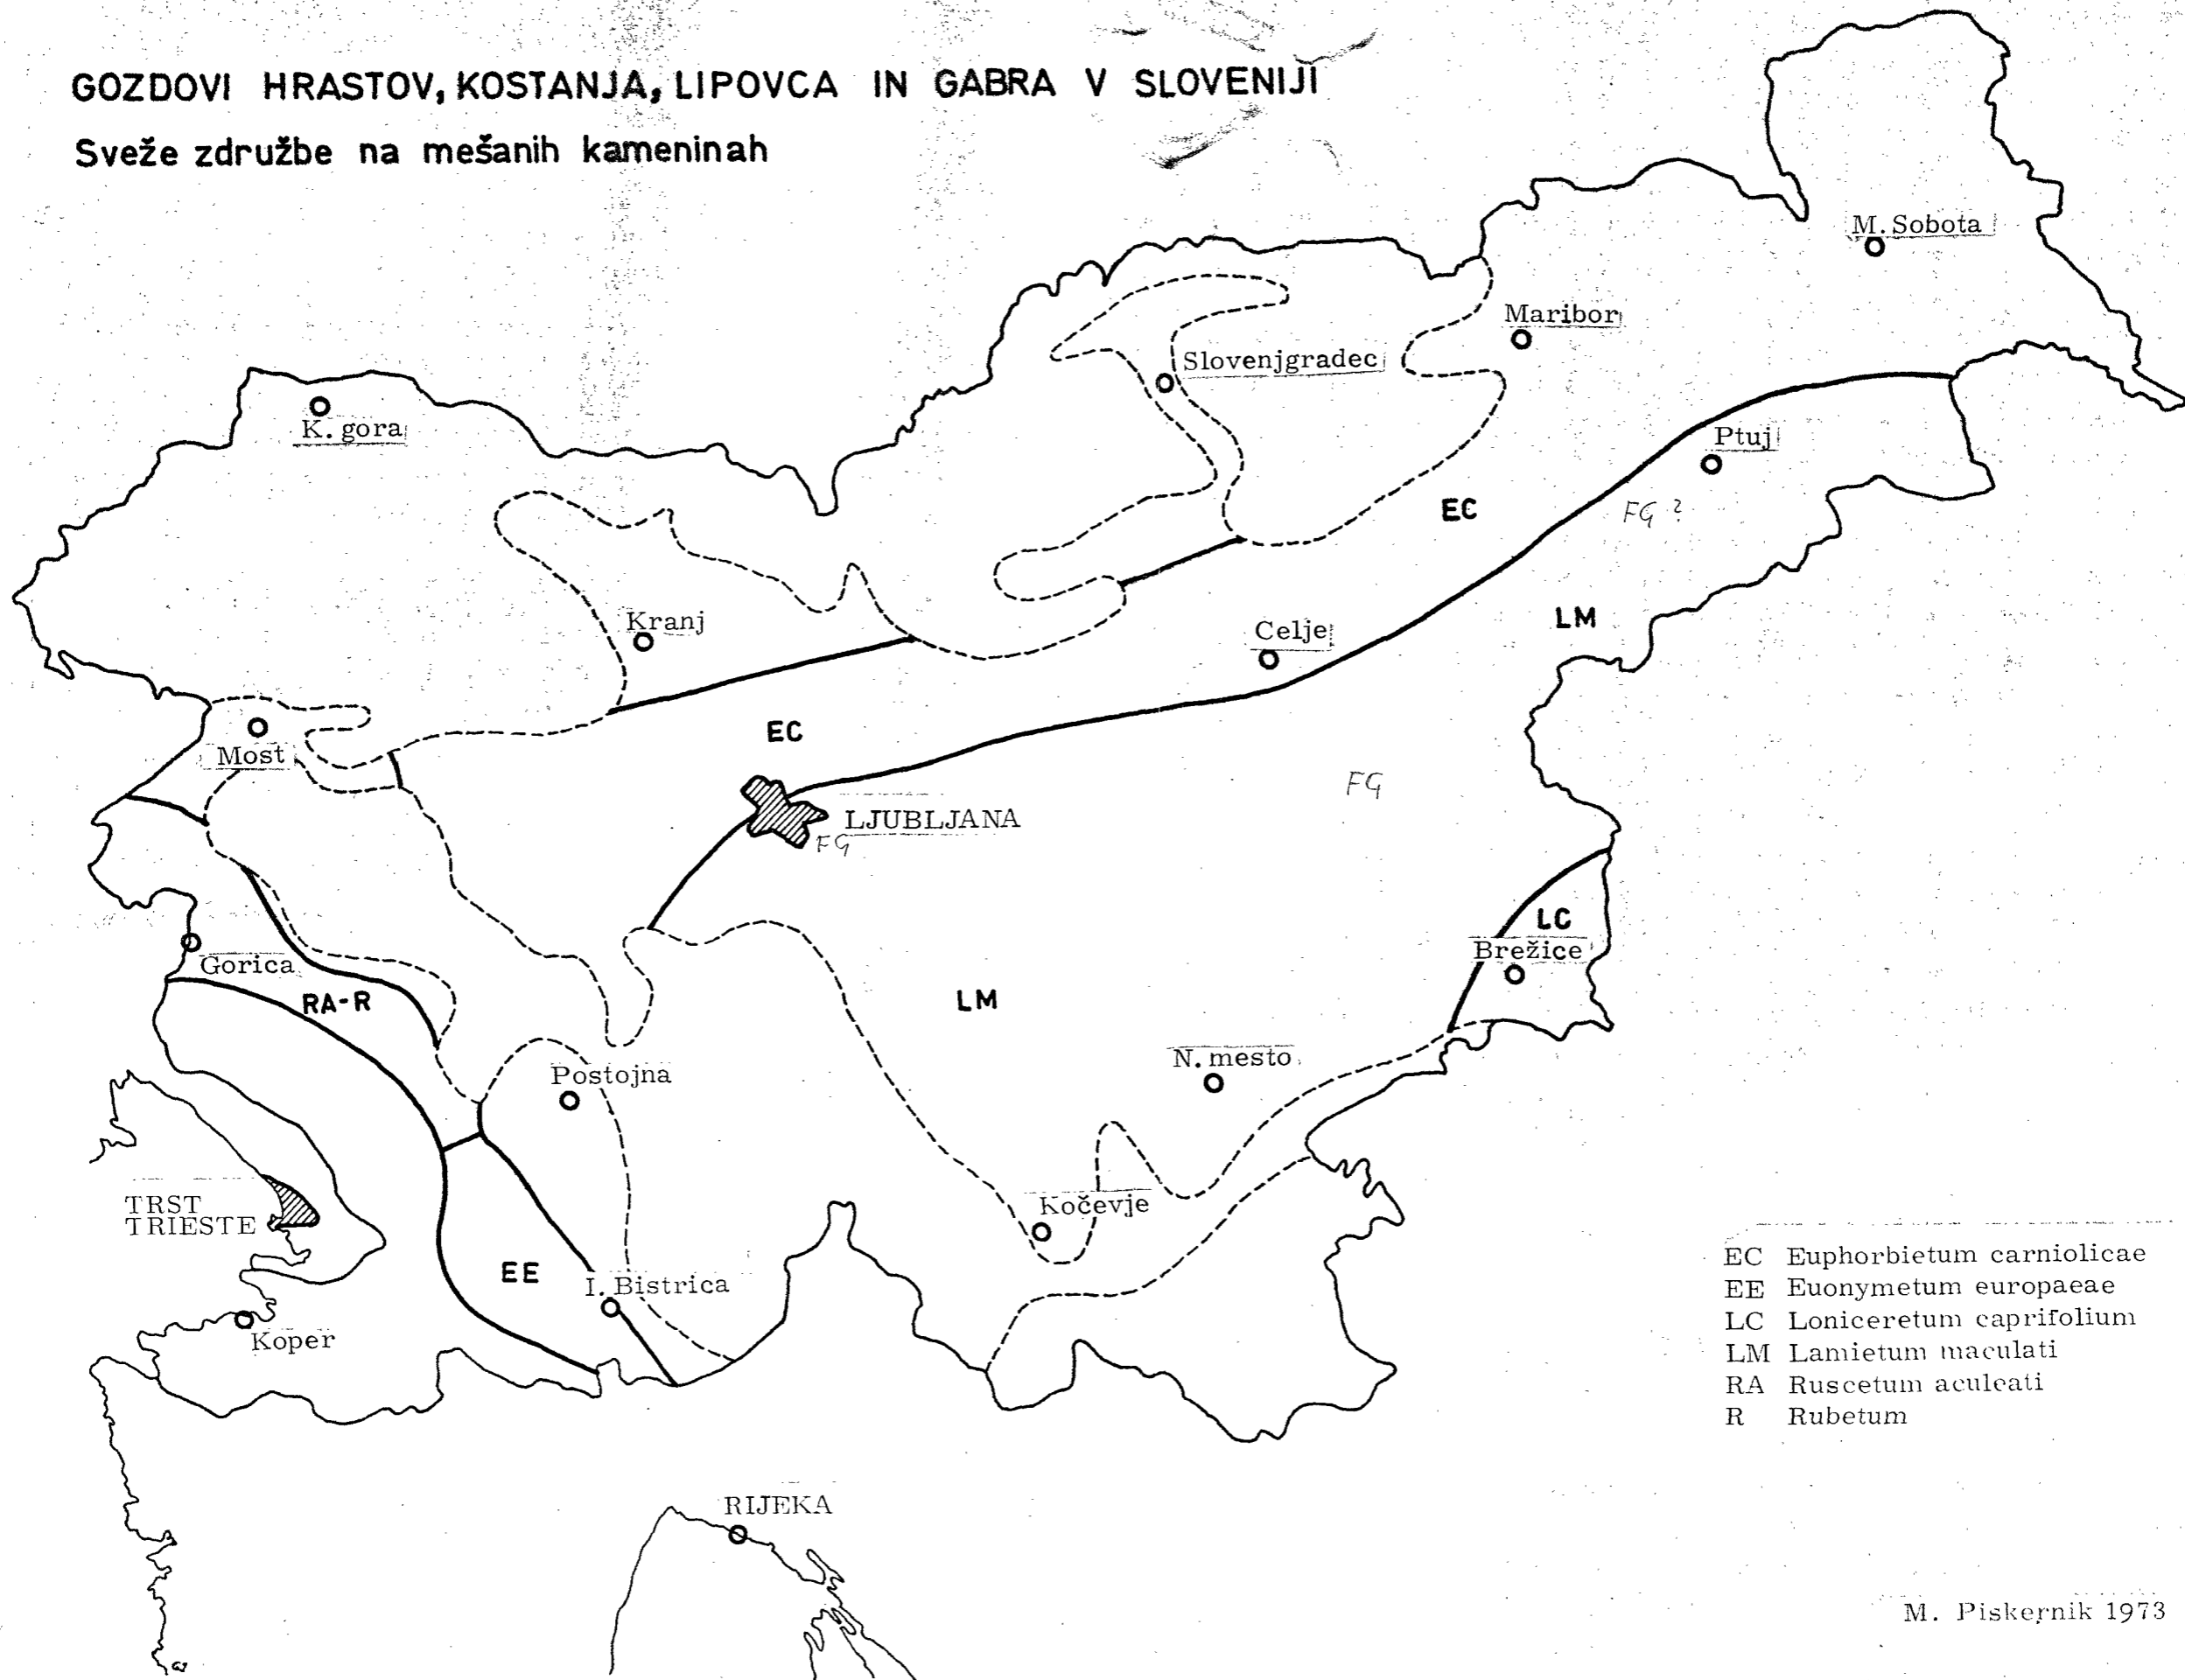 GOZDOVI HRASTOV, KOSTANJA, LIPOVCA IN GABRA V SLOVENIJI
Sveže združbe na mešanih kameninah
M. Sobota
Maribor
Slovenjgradec
K. gora
Ptuj
EC
FG ?
LM
Kranj
Celje
EC
Most
FG
LJUBLJANA
FG
LC
Brežice
Gorica
RA-R
LM
N. mesto
Postojna
TRST
TRIESTE
Kočevje
EE
I. Bistrica
Koper
EC Euphorbietum carniolicae
EE Euonymetum europaeae
LC Loniceretum caprifolium
LM Lamietum maculati
RA Ruscetum aculeati
R Rubetum
RIJEKA
M. Piskernik 1973